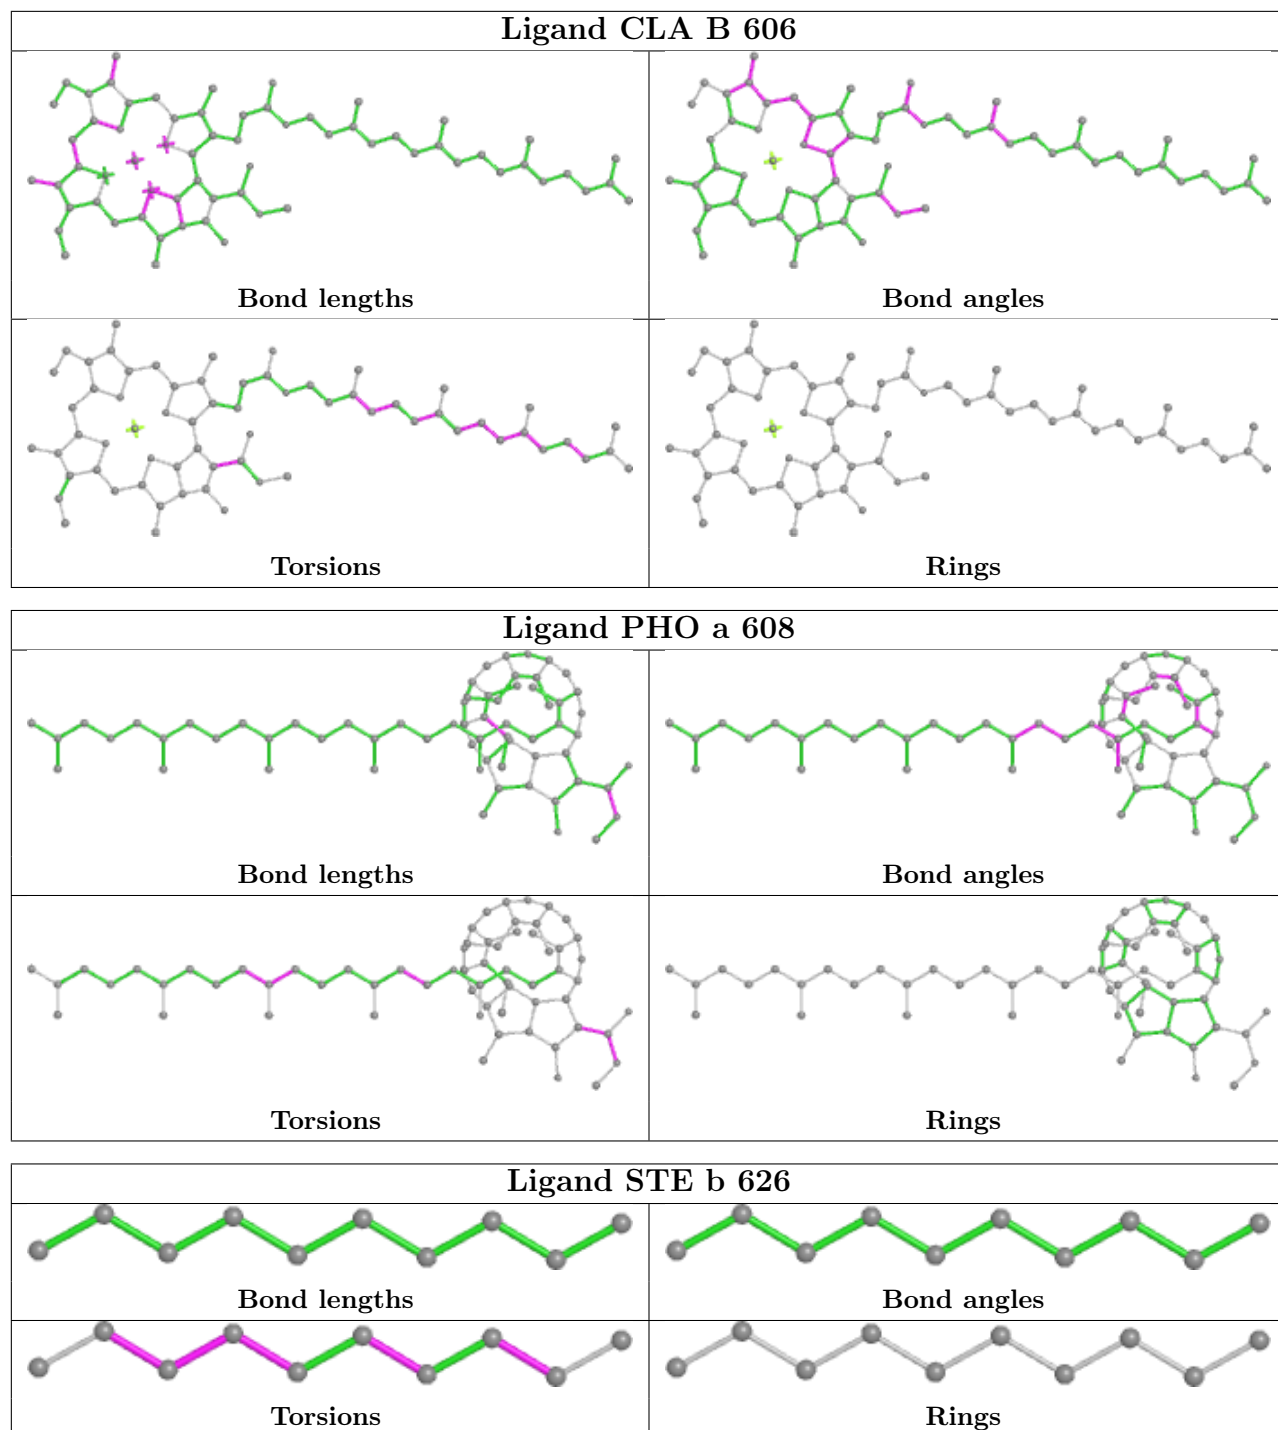 Ligand CLA B 606
Bond lengths
Bond angles
Torsions
Rings
Ligand PHO a 608
Bond lengths
Bond angles
Torsions
Rings
Ligand STE b 626
Bond lengths
Bond angles
Torsions
Rings